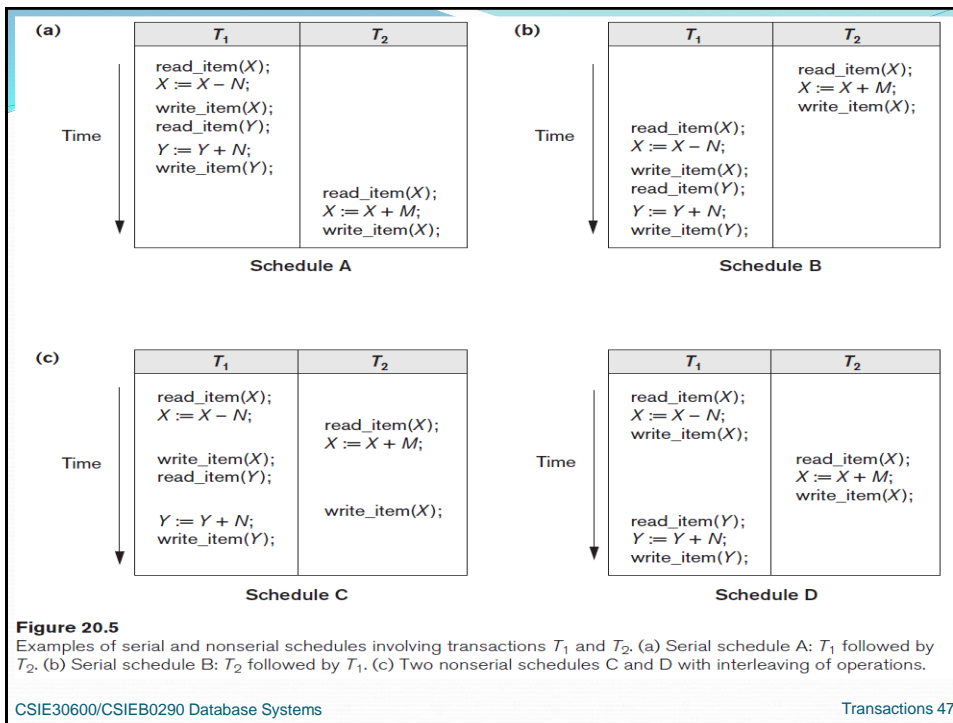 (a)
T₁
T₂
Time
read_item(X);
X := X – N;
write_item(X);
read_item(Y);
Y := Y + N;
write_item(Y);
read_item(X);
X := X + M;
write_item(X);
Schedule A
(b)
T₁
T₂
Time
read_item(X);
X := X + M;
write_item(X);
read_item(X);
X := X – N;
write_item(X);
read_item(Y);
Y := Y + N;
write_item(Y);
Schedule B
(c)
T₁
T₂
Time
read_item(X);
X := X – N;
read_item(X);
X := X + M;
write_item(X);
read_item(Y);
write_item(X);
Y := Y + N;
write_item(Y);
Schedule C
T₁
T₂
Time
read_item(X);
X := X – N;
write_item(X);
read_item(X);
X := X + M;
write_item(X);
read_item(Y);
Y := Y + N;
write_item(Y);
Schedule D
Figure 20.5
Examples of serial and nonserial schedules involving transactions T₁ and T₂. (a) Serial schedule A: T₁ followed by
T₂. (b) Serial schedule B: T₂ followed by T₁. (c) Two nonserial schedules C and D with interleaving of operations.
CSIE30600/CSIEB0290 Database Systems
Transactions 47